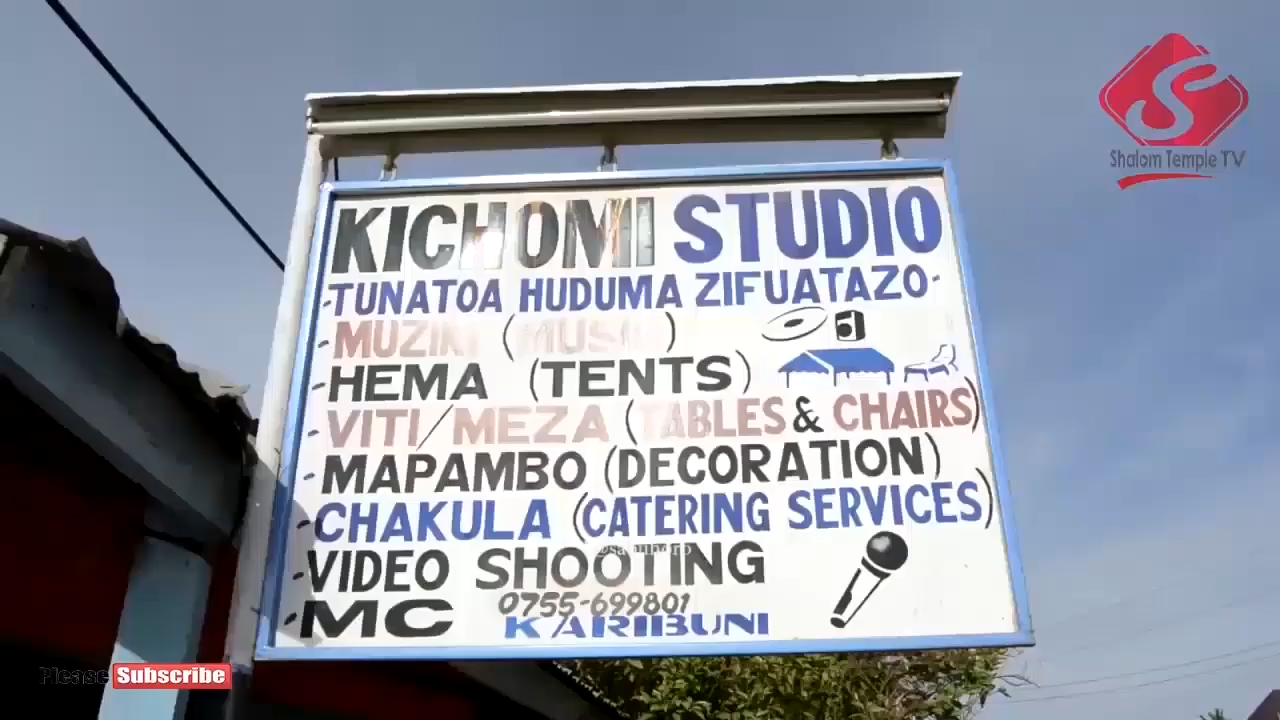 Shalom Temple TV
KICHOMI STUDIO
-TUNATOA HUDUMA ZIFUATAZO-
-MUZIKI (MUSIC)
-HEMA (TENTS)
-VITI/MEZA (TABLES & CHAIRS)
-MAPAMBO (DECORATION)
-CHAKULA (CATERING SERVICES)
-VIDEO SHOOTING
-MC 0755-699801
KARIBUNI
Please Subscribe